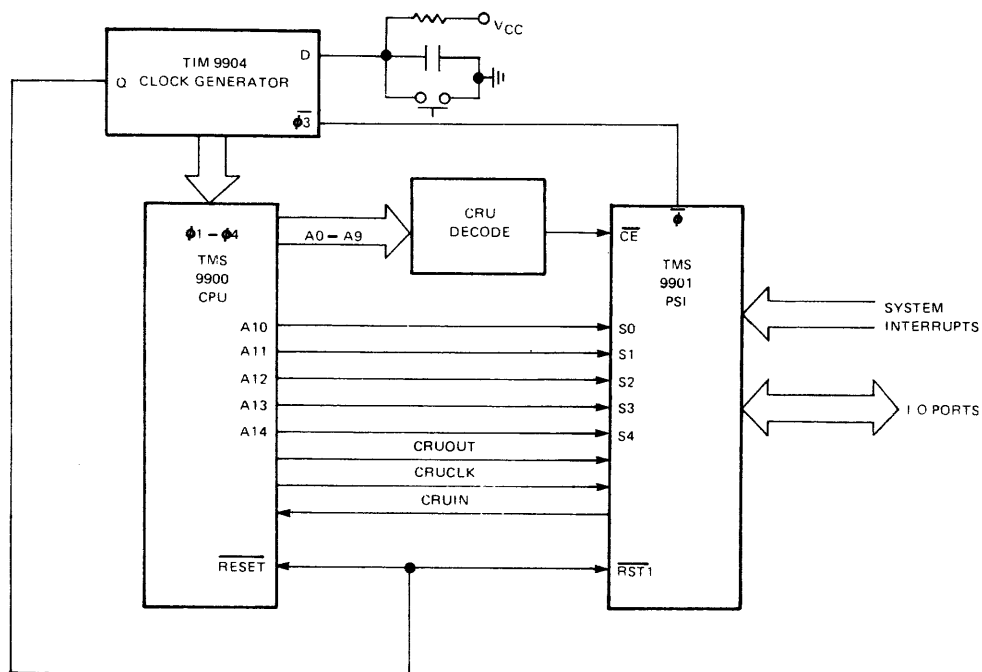 VCC
TIM 9904
CLOCK GENERATOR
D
Q
ϕ3
ϕ1 – ϕ4
TMS
9900
CPU
A0 – A9
CRU
DECODE
CE
ϕ
TMS
9901
PSI
SYSTEM
INTERRUPTS
A10
S0
A11
S1
A12
S2
A13
S3
I O PORTS
A14
S4
CRUOUT
CRUCLK
CRUIN
RESET
RST1